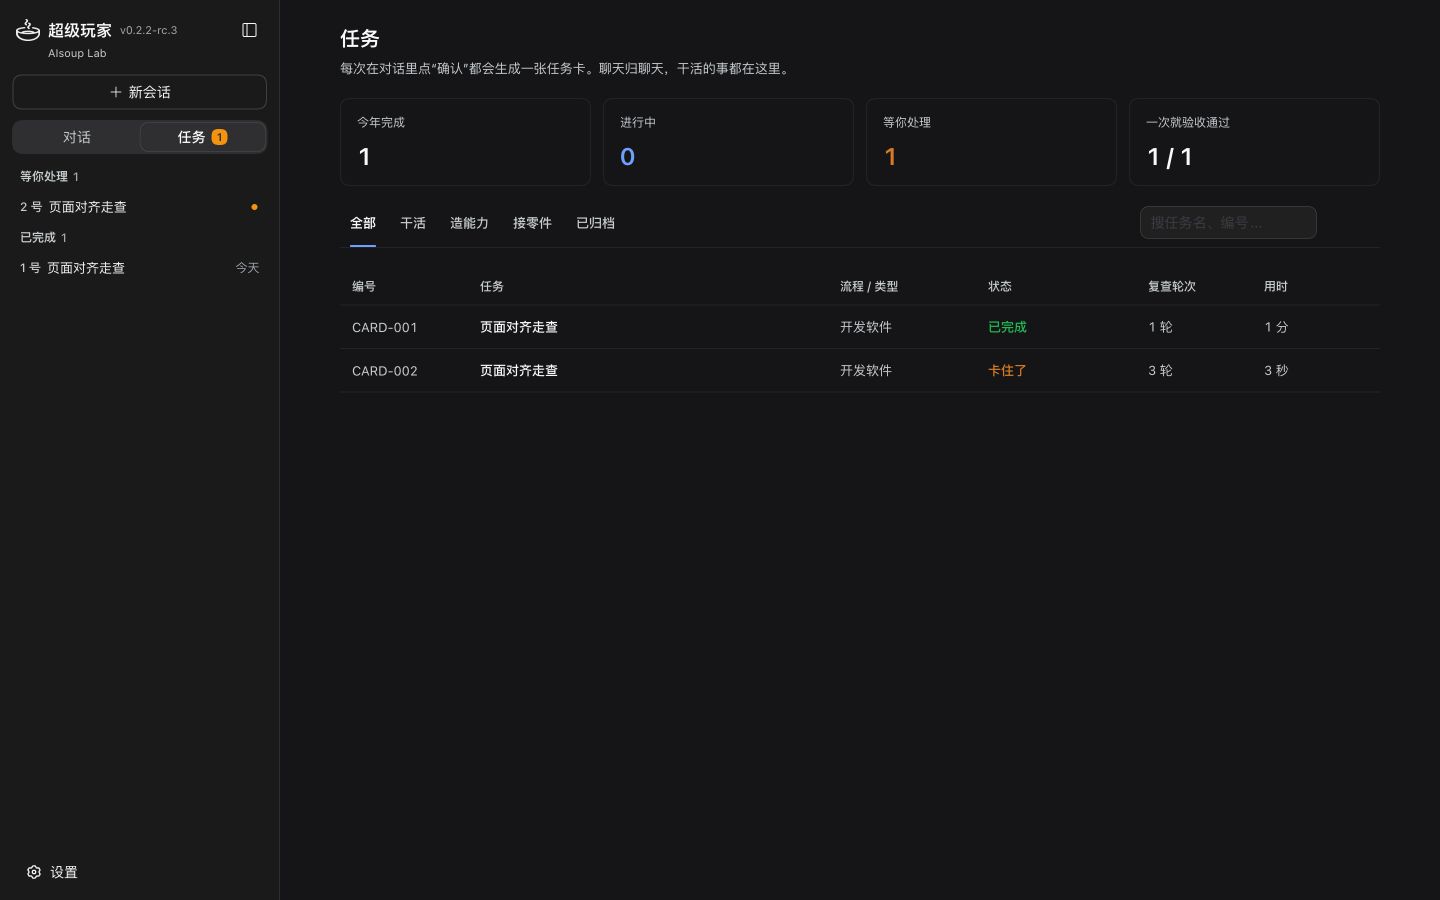 超级玩家 v0.2.2-rc.3
AIsoup Lab
新会话
对话 任务 1
等你处理 1
2 号 页面对齐走查
已完成 1
1 号 页面对齐走查 今天
设置
任务
每次在对话里点“确认”都会生成一张任务卡。聊天归聊天，干活的事都在这里。
今年完成 进行中 等你处理 一次就验收通过
1 0 1 1 / 1
全部 干活 造能力 接零件 已归档 搜任务名、编号...
编号 任务 流程 / 类型 状态 复查轮次 用时
CARD-001 页面对齐走查 开发软件 已完成 1 轮 1 分
CARD-002 页面对齐走查 开发软件 卡住了 3 轮 3 秒